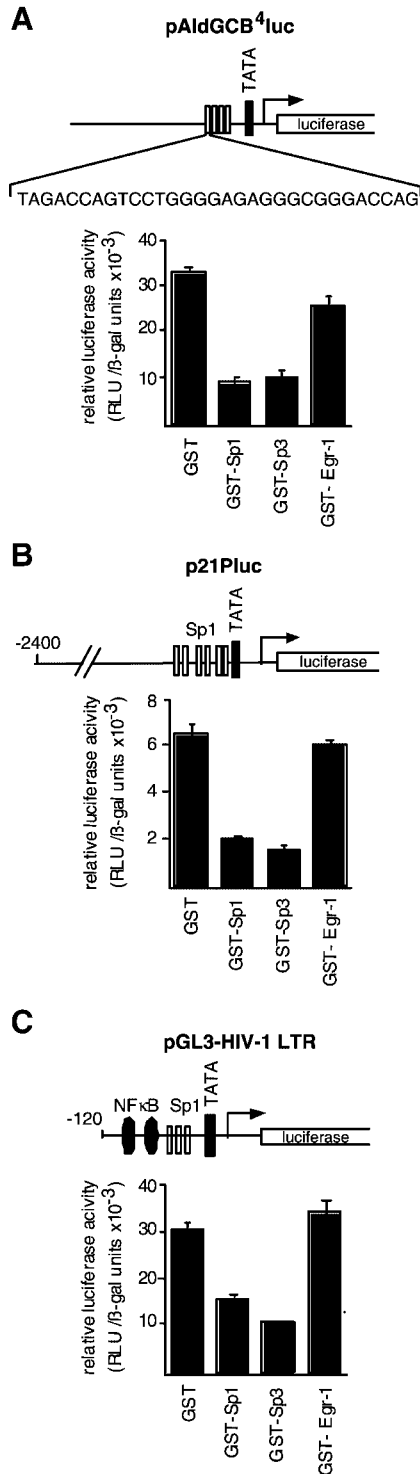 A
pAldGCB4luc
TATA
luciferase
TAGACCAGTCCTGGGGAGAGGGCGGGACCAG
relative luciferase acivity
(RLU /ß-gal units x10-3)
40
30
20
10
GST
GST-Sp1
GST-Sp3
GST- Egr-1
B
p21Pluc
TATA
Sp1
-2400
luciferase
relative luciferase acivity
(RLU /ß-gal units x10-3)
8
6
4
2
GST
GST-Sp1
GST-Sp3
GST- Egr-1
C
pGL3-HIV-1 LTR
TATA
NFκB
Sp1
-120
luciferase
relative luciferase acivity
(RLU /ß-gal units x10-3)
40
30
20
10
GST
GST-Sp1
GST-Sp3
GST- Egr-1